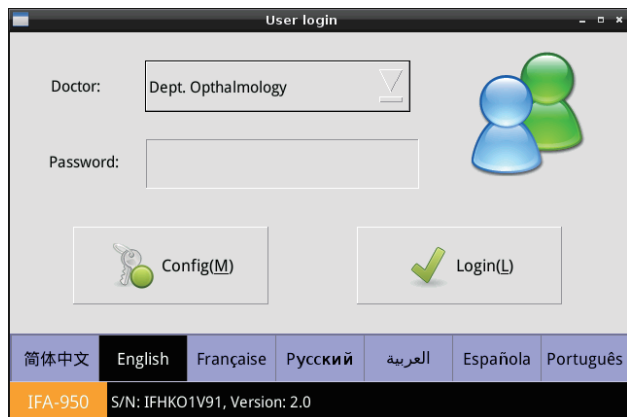 User login
Doctor: Dept. Opthalmology
Password:
Config(M) Login(L)
简体中文 English Française Русский العربية Española Português
IFA-950 S/N: IFHKO1V91, Version: 2.0